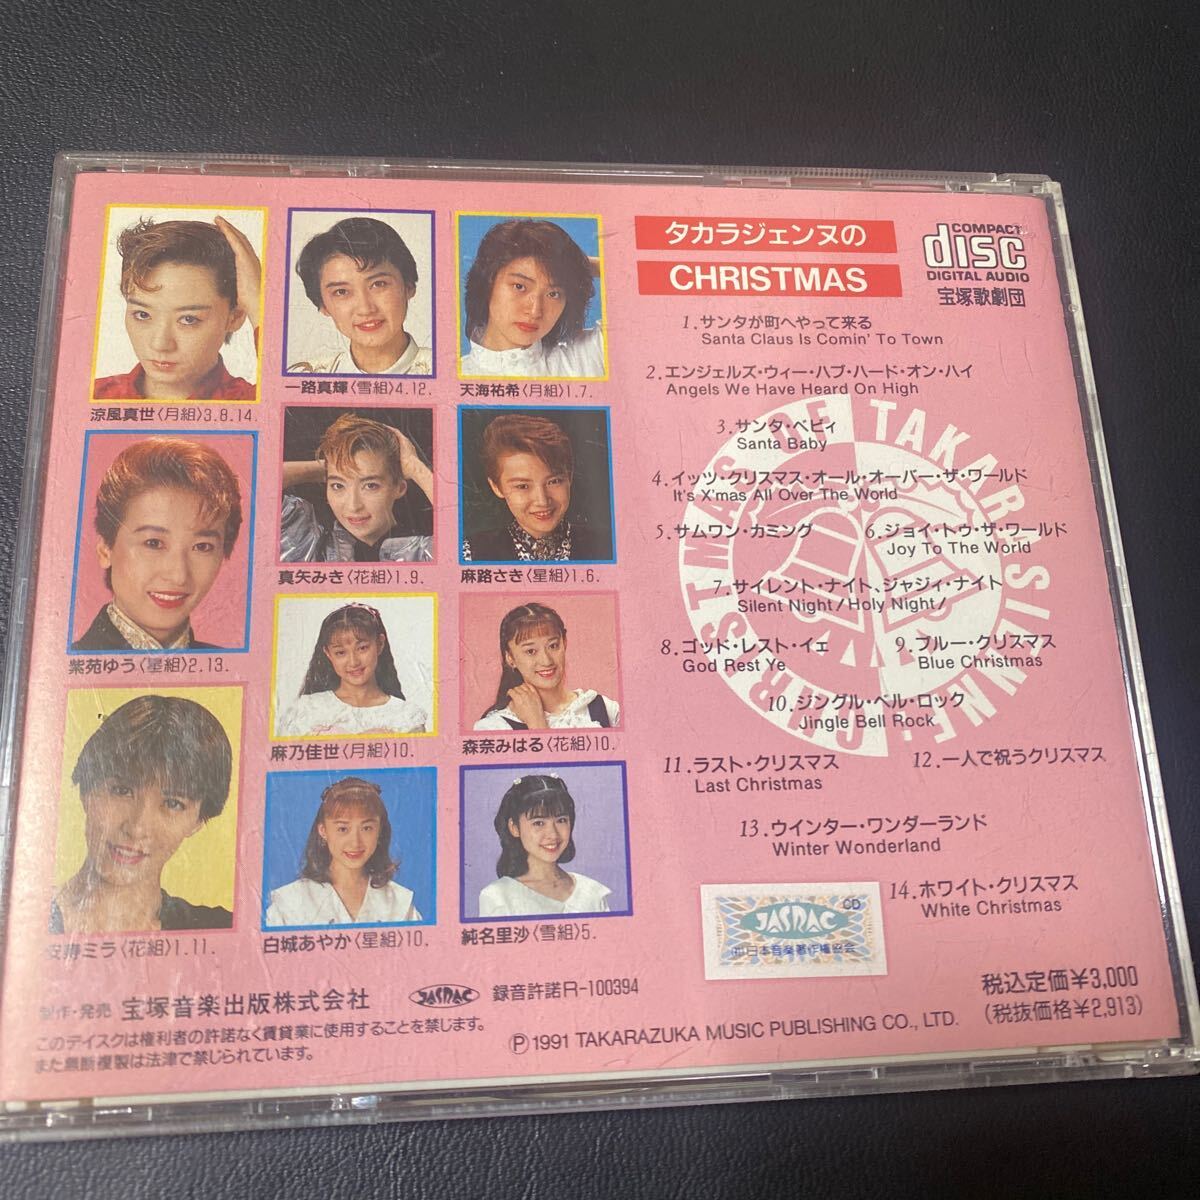 涼風真世〈月組〉3.8.14.
一路真輝〈雪組〉4.12.
天海祐希〈月組〉1.7.
紫苑ゆう〈星組〉2.13.
真矢みき〈花組〉1.9.
麻路さき〈星組〉1.6.
麻乃佳世〈月組〉10.
森奈みはる〈花組〉10.
安寿ミラ〈花組〉1.11.
白城あやか〈星組〉10.
純名里沙〈雪組〉5.
タカラジェンヌの
CHRISTMAS
COMPACT
disc
DIGITAL AUDIO
宝塚歌劇団
1.サンタが町へやって来る
Santa Claus Is Comin' To Town
2.エンジェルズ・ウィー・ハブ・ハード・オン・ハイ
Angels We Have Heard On High
3.サンタ・ベビィ
Santa Baby
4.イッツ・クリスマス・オール・オーバー・ザ・ワールド
It's X'mas All Over The World
5.サムワン・カミング
6.ジョイ・トゥ・ザ・ワールド
Joy To The World
7.サイレント・ナイト、ジャジィ・ナイト
Silent Night/Holy Night/
8.ゴッド・レスト・イェ
God Rest Ye
9.ブルー・クリスマス
Blue Christmas
10.ジングル・ベル・ロック
Jingle Bell Rock
11.ラスト・クリスマス
Last Christmas
12.一人で祝うクリスマス
13.ウインター・ワンダーランド
Winter Wonderland
14.ホワイト・クリスマス
White Christmas
CHRISTMAS OF TAKARASIENNE
JASRAC
CD
㈳日本音楽著作権協会
税込定価¥3,000
(税抜価格¥2,913)
制作・発売 宝塚音楽出版株式会社
JASRAC 録音許諾R-100394
このディスクは権利者の許諾なく賃貸業に使用することを禁じます。
また無断複製は法律で禁じられています。
Ⓟ1991 TAKARAZUKA MUSIC PUBLISHING CO., LTD.